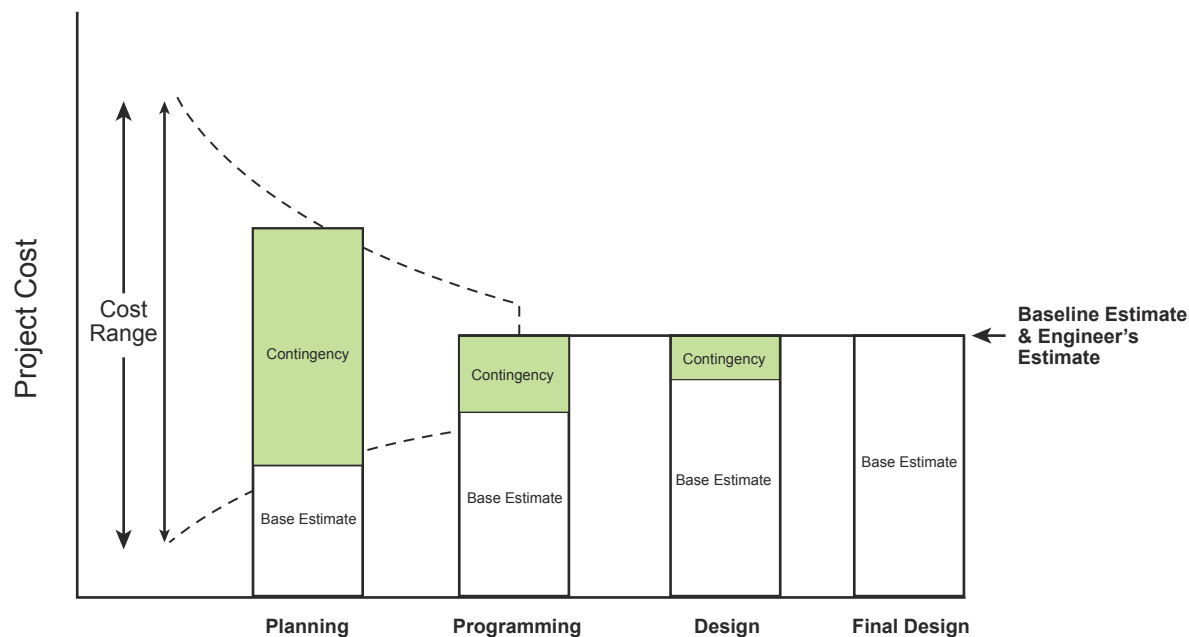 Project Cost
Cost
Range
Contingency
Base Estimate
Contingency
Base Estimate
Contingency
Base Estimate
Base Estimate
Baseline Estimate
& Engineer’s
Estimate
Planning
Programming
Design
Final Design